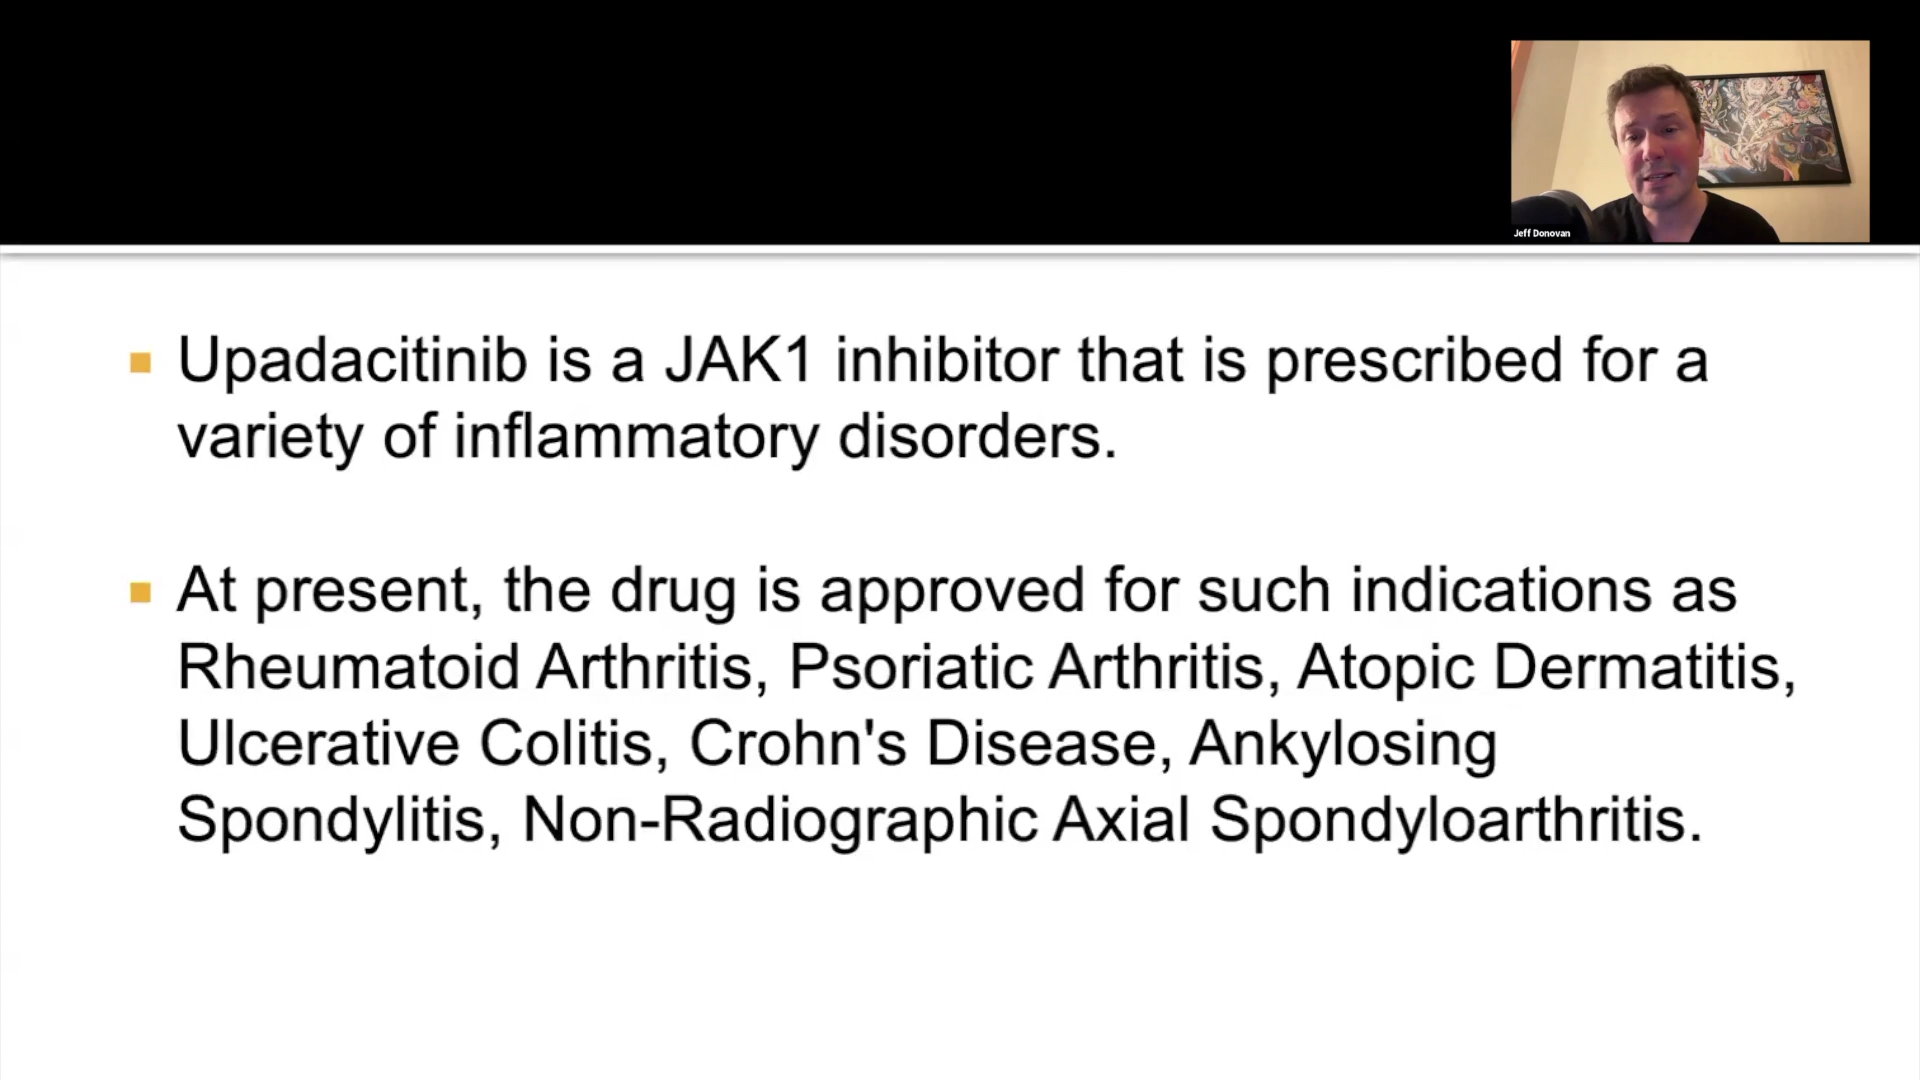 Jeff Donovan
Upadacitinib is a JAK1 inhibitor that is prescribed for a
variety of inflammatory disorders.
At present, the drug is approved for such indications as
Rheumatoid Arthritis, Psoriatic Arthritis, Atopic Dermatitis,
Ulcerative Colitis, Crohn's Disease, Ankylosing
Spondylitis, Non-Radiographic Axial Spondyloarthritis.